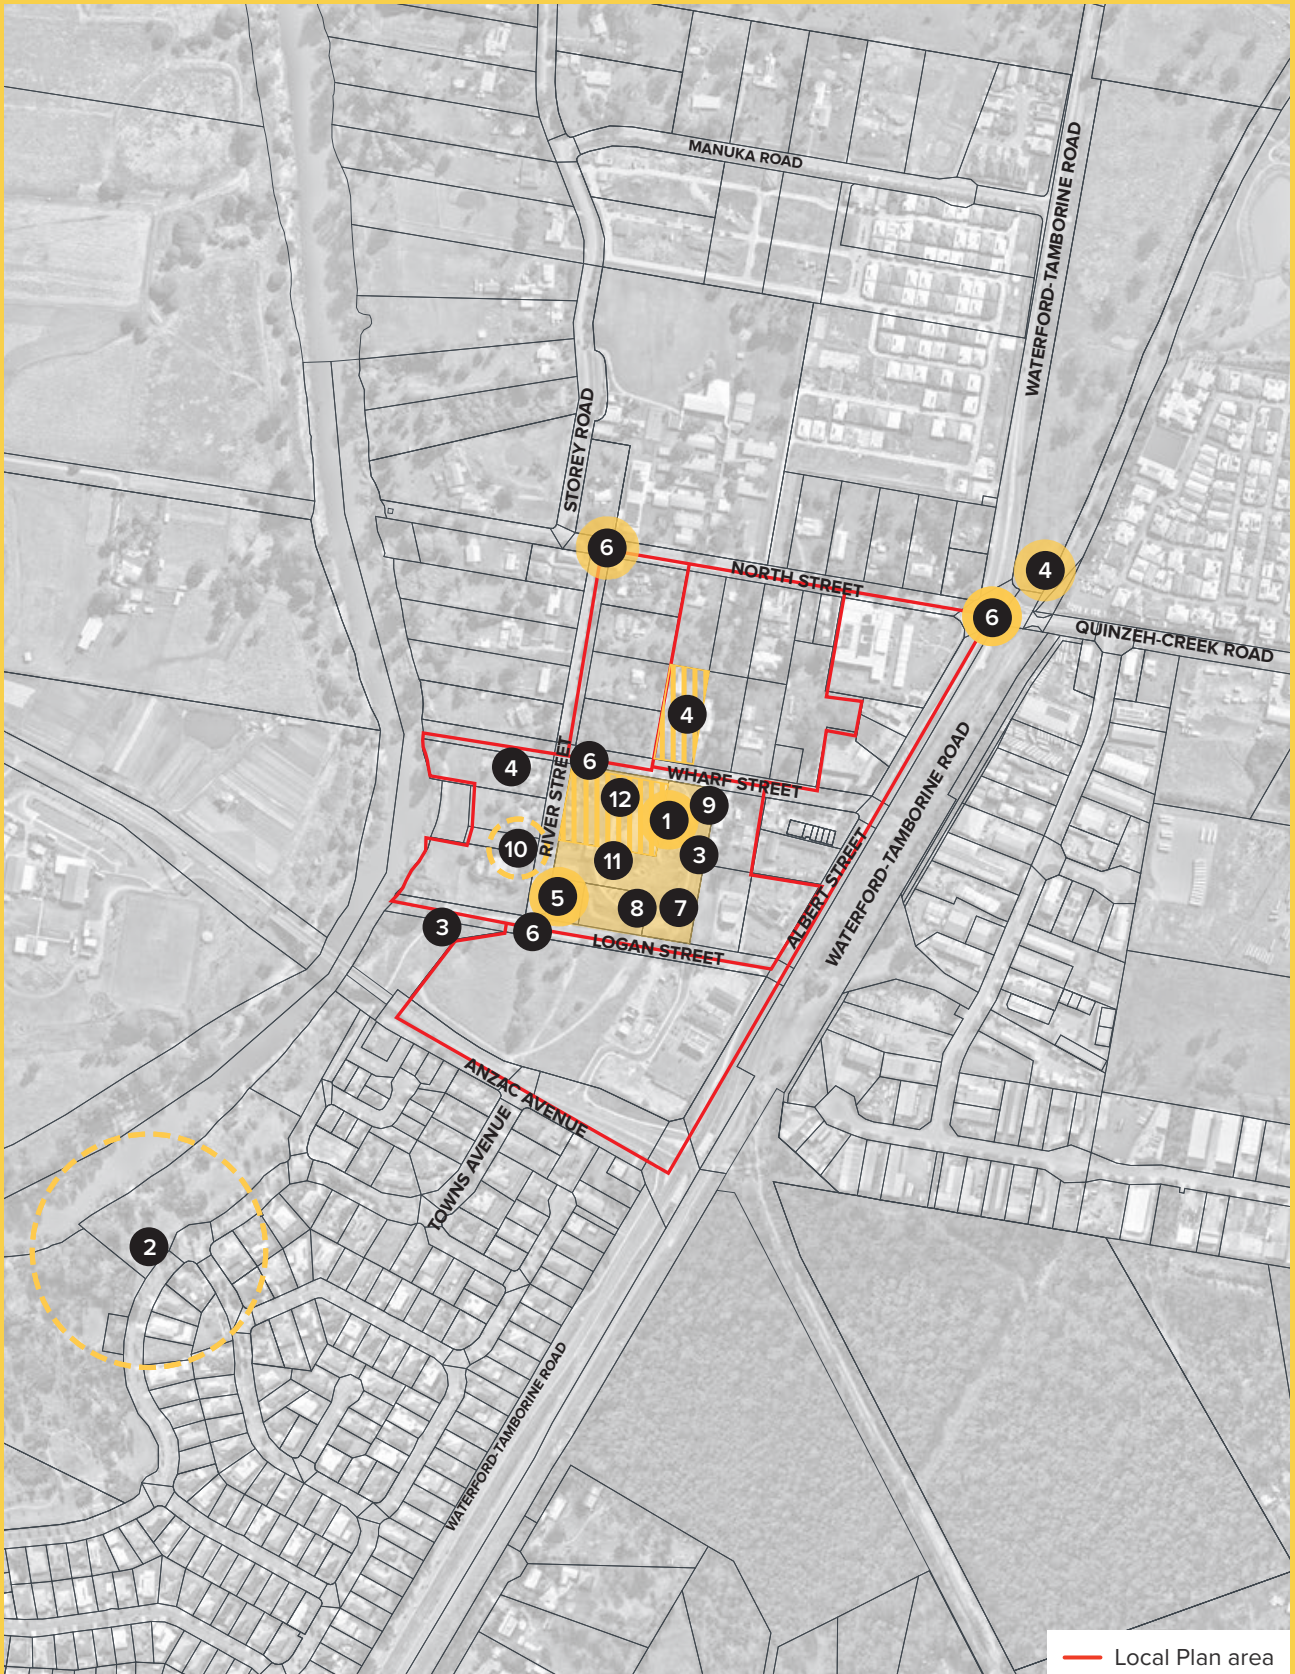 MANUKA ROAD
WATERFORD-TAMBORINE ROAD
STOREY ROAD
6
NORTH STREET
4
6
QUINZEH-CREEK ROAD
4
WATERFORD-TAMBORINE ROAD
RIVER STREET
6
4
WHARF STREET
12
9
1
10
11
3
ALBERT STREET
5
8
7
3
6
LOGAN STREET
ANZAC AVENUE
TOWNS AVENUE
2
WATERFORD-TAMBORINE ROAD
Local Plan area